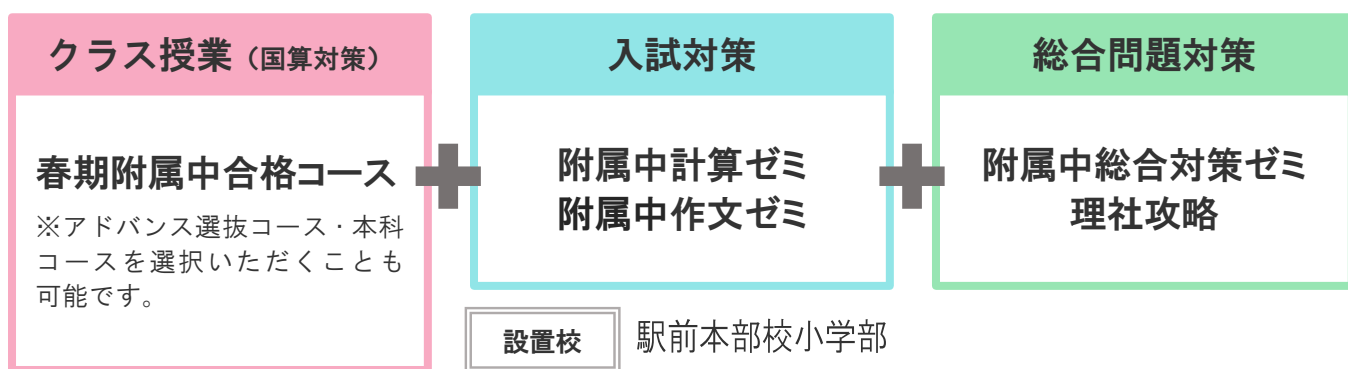 クラス授業(国算対策)
春期附属中合格コース
※アドバンス選抜コース・本科
コースを選択いただくことも
可能です。
入試対策
附属中計算ゼミ
附属中作文ゼミ
総合問題対策
附属中総合対策ゼミ
理社攻略
設置校 駅前本部校小学部